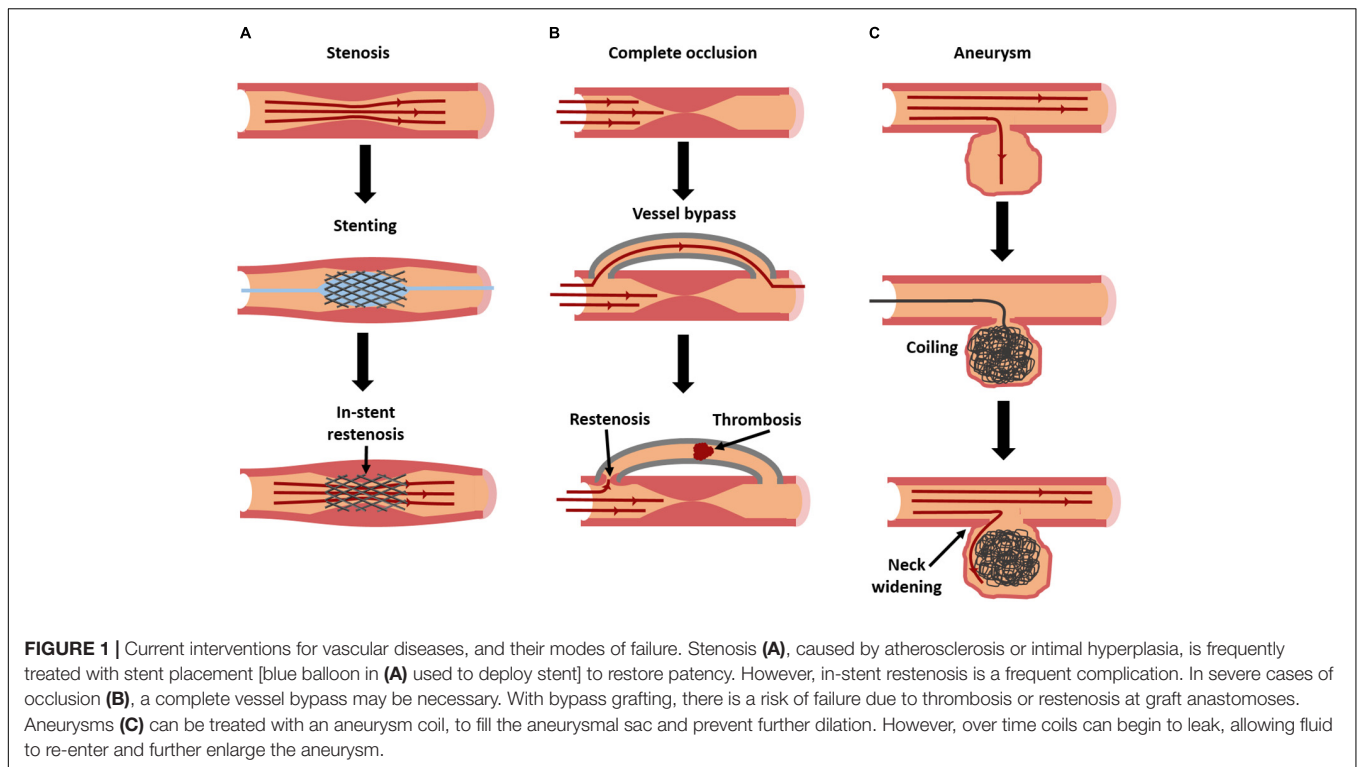 A
Stenosis
Stenting
In-stent
restenosis
B
Complete occlusion
Vessel bypass
Restenosis
Thrombosis
C
Aneurysm
Coiling
Neck
widening
FIGURE 1 | Current interventions for vascular diseases, and their modes of failure. Stenosis (A), caused by atherosclerosis or intimal hyperplasia, is frequently
treated with stent placement [blue balloon in (A) used to deploy stent] to restore patency. However, in-stent restenosis is a frequent complication. In severe cases of
occlusion (B), a complete vessel bypass may be necessary. With bypass grafting, there is a risk of failure due to thrombosis or restenosis at graft anastomoses.
Aneurysms (C) can be treated with an aneurysm coil, to fill the aneurysmal sac and prevent further dilation. However, over time coils can begin to leak, allowing fluid
to re-enter and further enlarge the aneurysm.